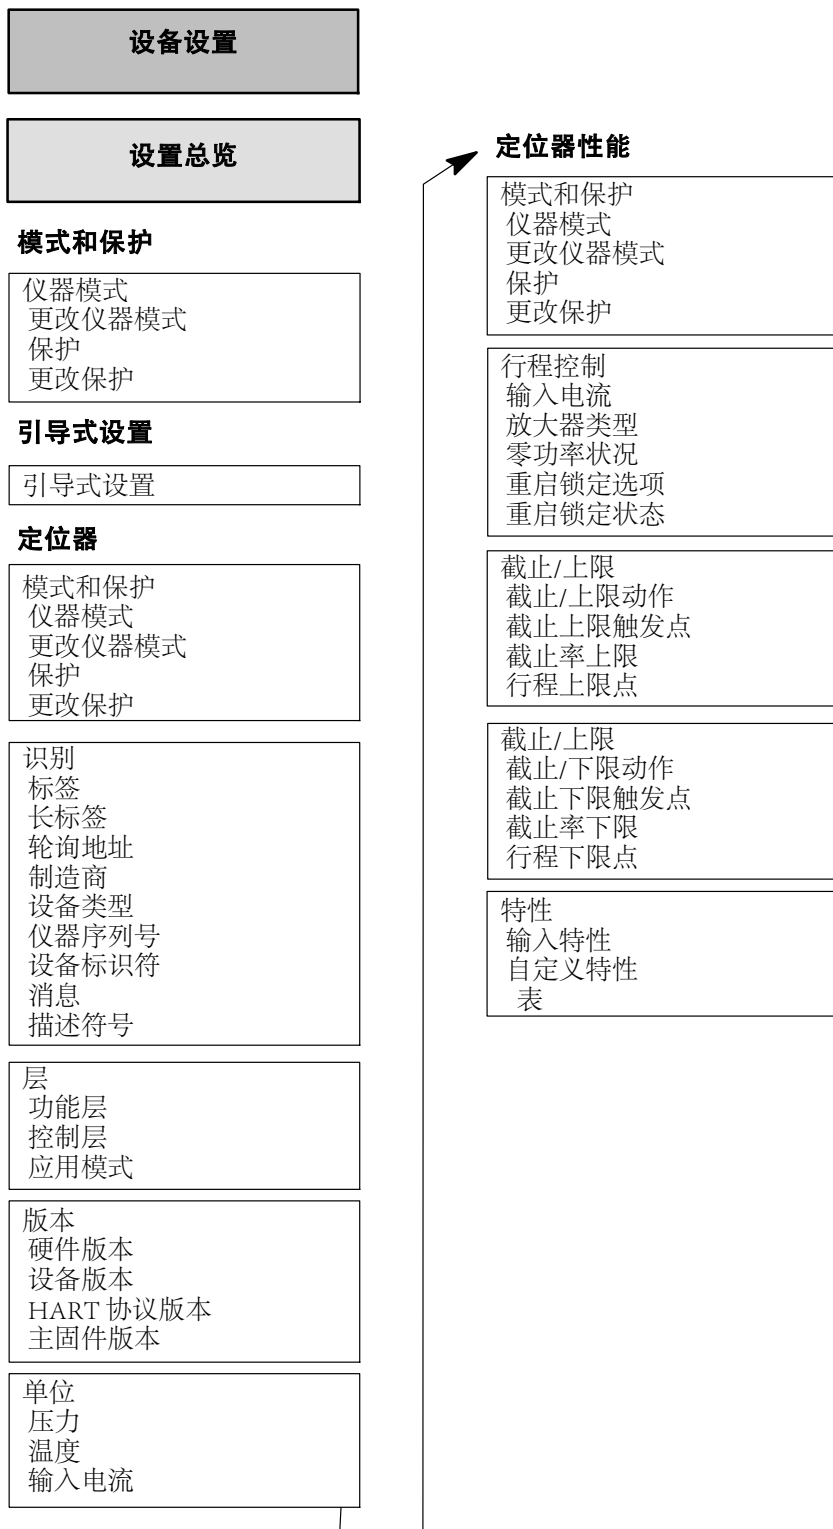 设备设置
设置总览
模式和保护
仪器模式
更改仪器模式
保护
更改保护
引导式设置
引导式设置
定位器
模式和保护
仪器模式
更改仪器模式
保护
更改保护
识别
标签
长标签
轮询地址
制造商
设备类型
仪器序列号
设备标识符
消息
描述符号
层
功能层
控制层
应用模式
版本
硬件版本
设备版本
HART 协议版本
主固件版本
单位
压力
温度
输入电流
定位器性能
模式和保护
仪器模式
更改仪器模式
保护
更改保护
行程控制
输入电流
放大器类型
零功率状况
重启锁定选项
重启锁定状态
截止/上限
截止/上限动作
截止上限触发点
截止率上限
行程上限点
截止/上限
截止/下限动作
截止下限触发点
截止率下限
行程下限点
特性
输入特性
自定义特性
表